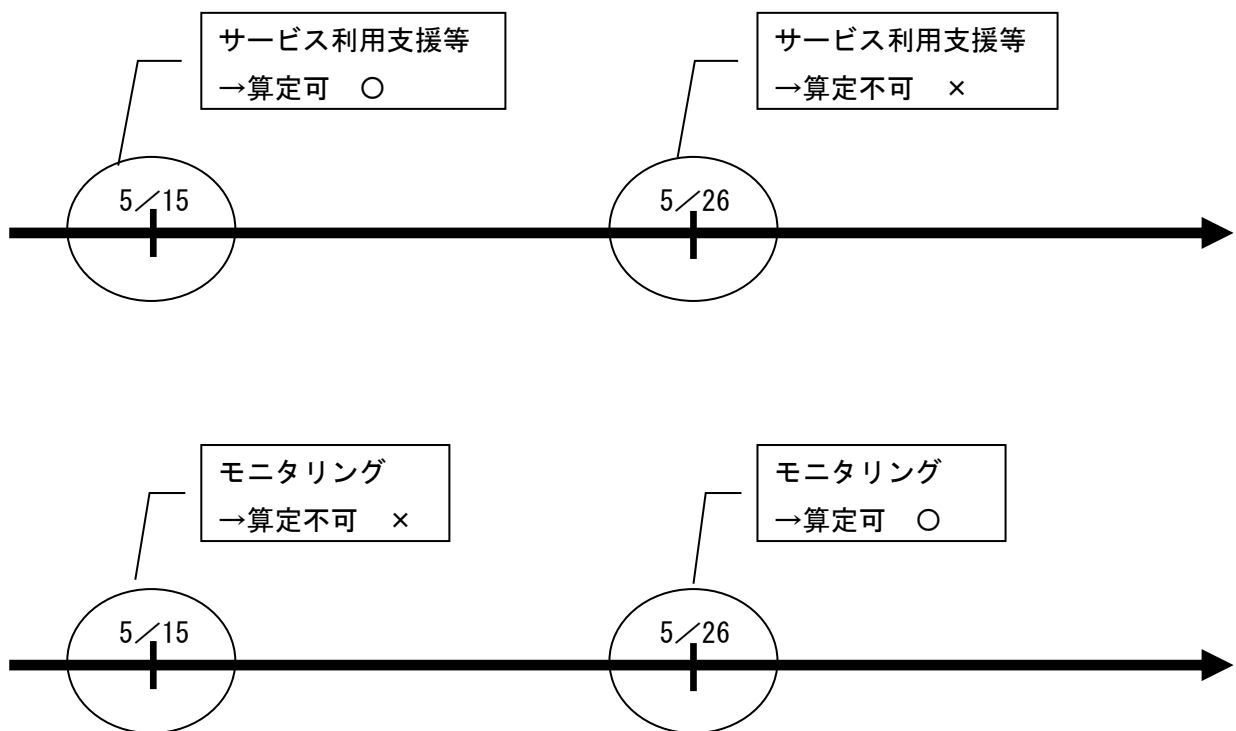 サービス利用支援等
→算定可　○
サービス利用支援等
→算定不可　×
5／15
5／26
モニタリング
→算定不可　×
モニタリング
→算定可　○
5／15
5／26